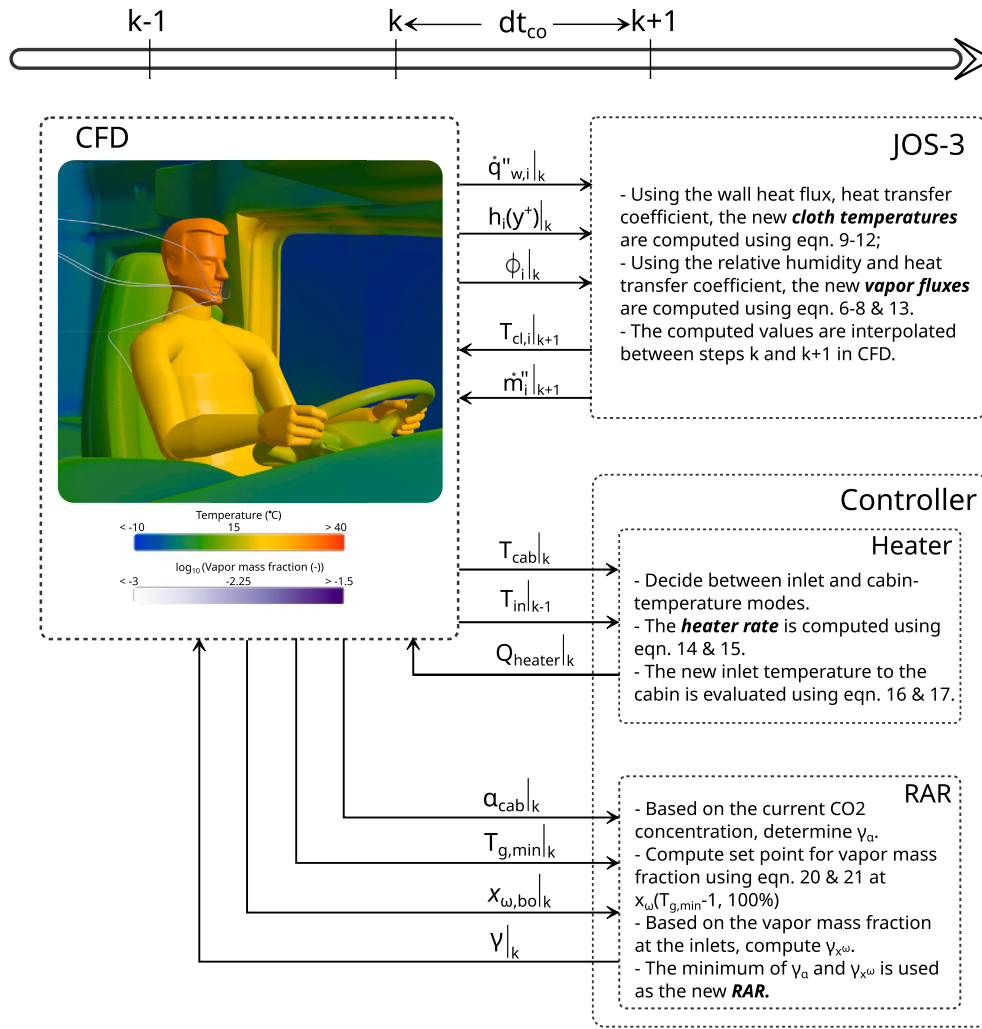 k-1
k
dt_co
k+1
CFD
Temperature (°C)
< -10
15
> 40
log₁₀ (Vapor mass fraction (-))
< -3
-2.25
> -1.5
q̇"_w,i|_k
h_i(y⁺)|_k
ϕ_i|_k
T_cl,i|_k+1
ṁ"_i|_k+1
JOS-3
- Using the wall heat flux, heat transfer
coefficient, the new cloth temperatures
are computed using eqn. 9-12;
- Using the relative humidity and heat
transfer coefficient, the new vapor fluxes
are computed using eqn. 6-8 & 13.
- The computed values are interpolated
between steps k and k+1 in CFD.
Controller
T_cab|_k
T_in|_k-1
Q_heater|_k
Heater
- Decide between inlet and cabin-
temperature modes.
- The heater rate is computed using
eqn. 14 & 15.
- The new inlet temperature to the
cabin is evaluated using eqn. 16 & 17.
α_cab|_k
T_g,min|_k
x_ω,bo|_k
γ|_k
RAR
- Based on the current CO2
concentration, determine γ_α.
- Compute set point for vapor mass
fraction using eqn. 20 & 21 at
x_ω(T_g,min-1, 100%)
- Based on the vapor mass fraction
at the inlets, compute γ_xω.
- The minimum of γ_α and γ_xω is used
as the new RAR.